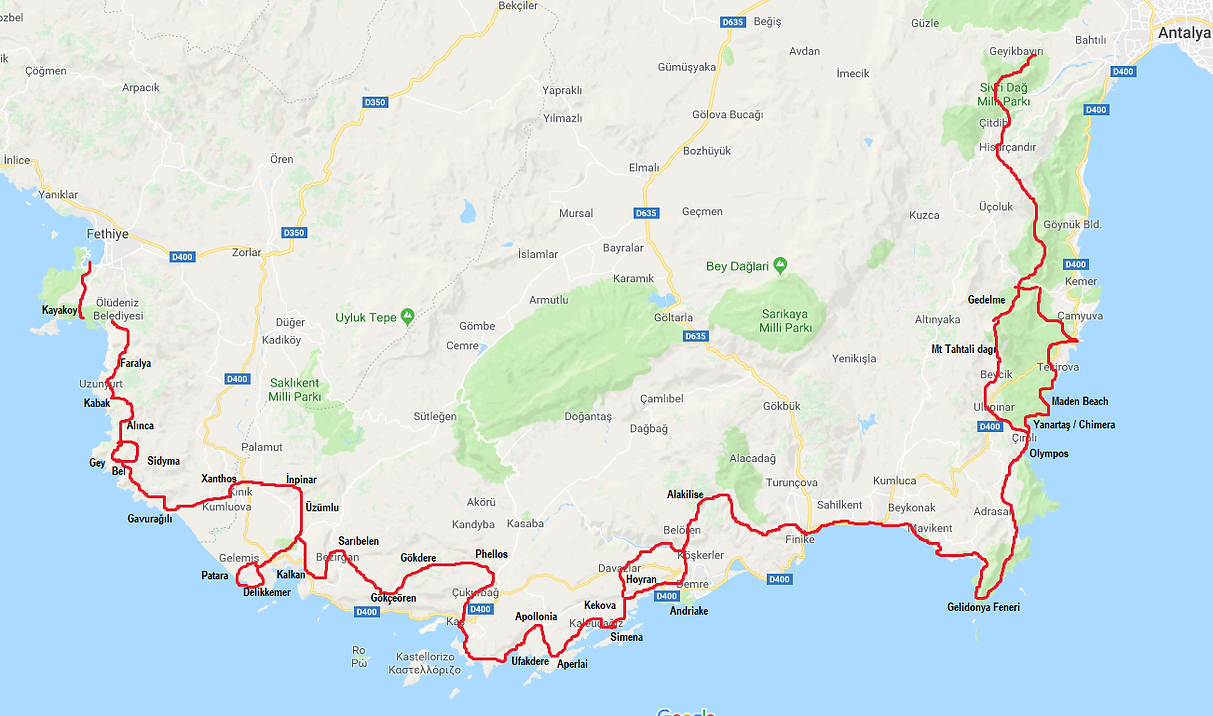 Bekçiler
D635
Beğiş
Güzle
Antalya
Bahtılı
Geyikbayırı
Avdan
Gümüşyaka
İmecik
Çöğmen
Arpacık
D400
Yapraklı
Sivri Dağ
Milli Parkı
D350
D400
Gölova Bucağı
Yılmazlı
Çitdibi
Hisarçandır
Bozhüyük
İnlice
Ören
Elmalı
Yanıklar
Üçoluk
Mursal
D635
Geçmen
Kuzca
Göynük Bld.
Fethiye
D350
Zorlar
D400
İslamlar
Bayralar
Bey Dağlari
D400
Karamık
Kemer
Armutlu
Gedelme
Ölüdeniz
Belediyesi
Kayakoy
Uyluk Tepe
Göltarla
Sarıkaya
Milli Parkı
Altınyaka
Camyuva
Düğer
Kadıköy
Gömbe
Cemre
D635
Mt Tahtali dagı
Yenikışla
Faralya
Tekirova
Beycik
Uzunyurt
D400
Saklıkent
Milli Parkı
Kabak
Çamlıbel
Maden Beach
Gökbük
Ulupınar
Sütleğen
Doğantaş
Alınca
Dağbağ
D400
Yanartaş / Chimera
Çıralı
Palamut
Olympos
Gey
Bel
Sidyma
Alacadağ
Xanthos
İnpınar
Turunçova
Kumluca
Kınık
Alakilise
Kumluova
Üzümlu
Akörü
Sahilkent
Beykonak
Adrasan
Gavurağılı
Kandyba
Kasaba
Belören
Mavikent
Finike
Sarıbelen
Gelemiş
Bezirgan
Gökdere
Phellos
Köşkerler
Patara
Kalkan
Davazlar
Hoyran
D400
Demre
Delikkemer
Gökçeören
Çukurbağ
D400
D400
Kekova
Andriake
Gelidonya Feneri
Kaş
Apollonia
Kaleüçağız
Simena
Ro
Ρω
Kastellorizo
Καστελλόριζο
Ufakdere
Aperlai
Google